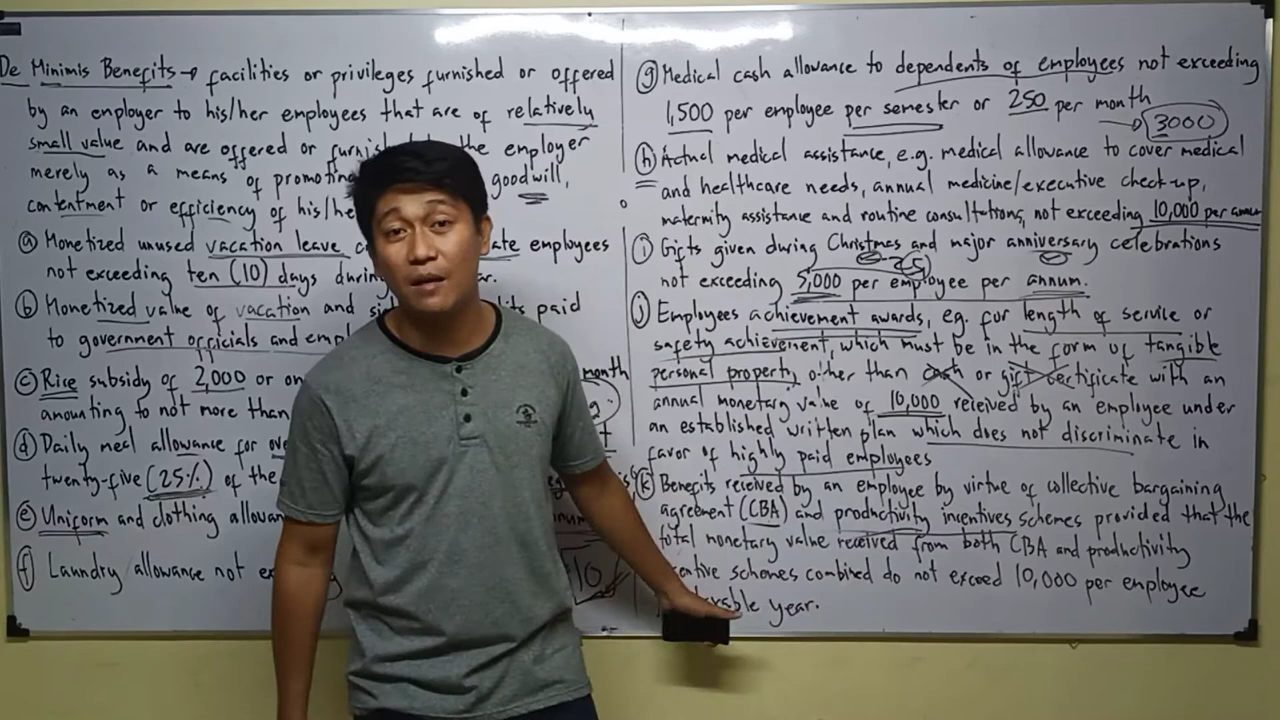 De Minimis Benefits → facilities or privileges furnished or offered
by an employer to his/her employees that are of relatively
small value and are offered or furnished the employer
merely as a means of promoting goodwill,
contentment or efficiency of his/he
(a) Monetized unused vacation leave employees
not exceeding ten (10) days during
(b) Monetized value of vacation and paid
to government officials and emp
(c) Rice subsidy of 2,000 or on month
amounting to not more than
(d) Daily meal allowance for ove
twenty-five (25%) of the
(e) Uniform and clothing allowan
(f) Laundry allowance not ex
(g) Medical cash allowance to dependents of employees not exceeding
1,500 per employee per semester or 250 per month
→ 3000
(h) Actual medical assistance, e.g. medical allowance to cover medical
and healthcare needs, annual medicine/executive check-up,
maternity assistance and routine consultations, not exceeding 10,000 per annum
(i) Gifts given during Christmas and major anniversary celebrations
not exceeding 5,000 per employee per annum.
(j) Employees achievement awards, eg. for length of service or
safety achievement, which must be in the form of tangible
personal property other than cash or gift certificate with an
annual monetary value of 10,000 received by an employee under
an established written plan which does not discriminate in
favor of highly paid employees
(k) Benefits received by an employee by virtue of collective bargaining
agreement (CBA) and productivity incentives schemes provided that the
total monetary value received from both CBA and productivity
entive schemes combined do not exceed 10,000 per employee
year.